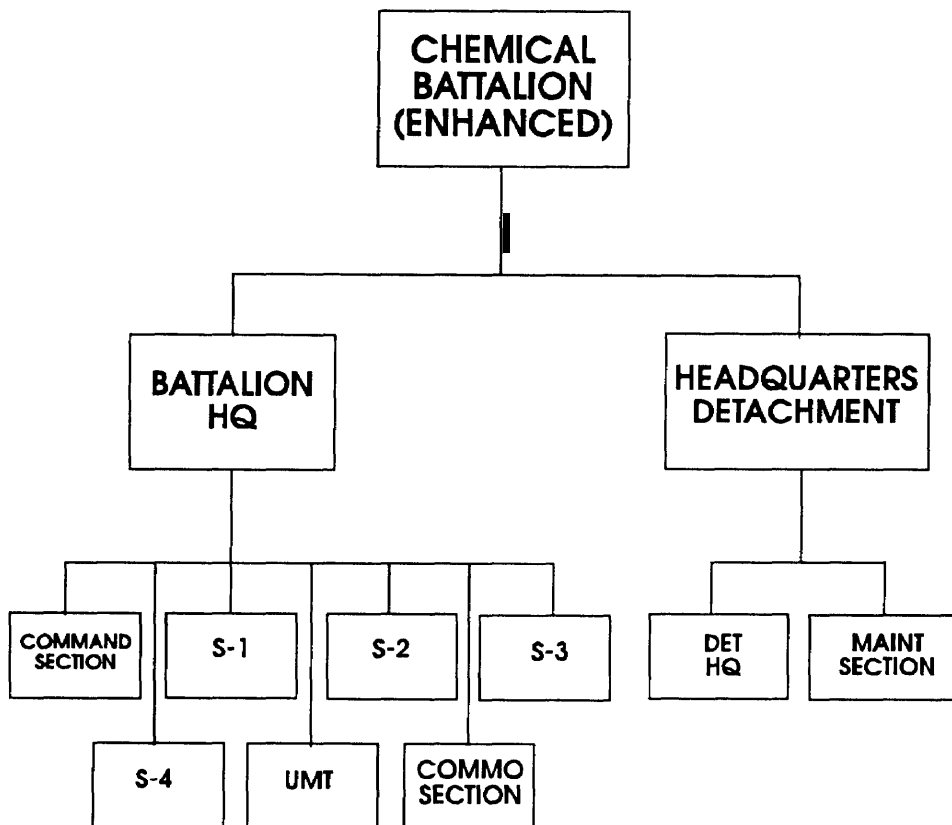 CHEMICAL
BATTALION
(ENHANCED)
BATTALION
HQ
HEADQUARTERS
DETACHMENT
COMMAND
SECTION
S-1
S-2
S-3
DET
HQ
MAINT
SECTION
S-4
UMT
COMMO
SECTION